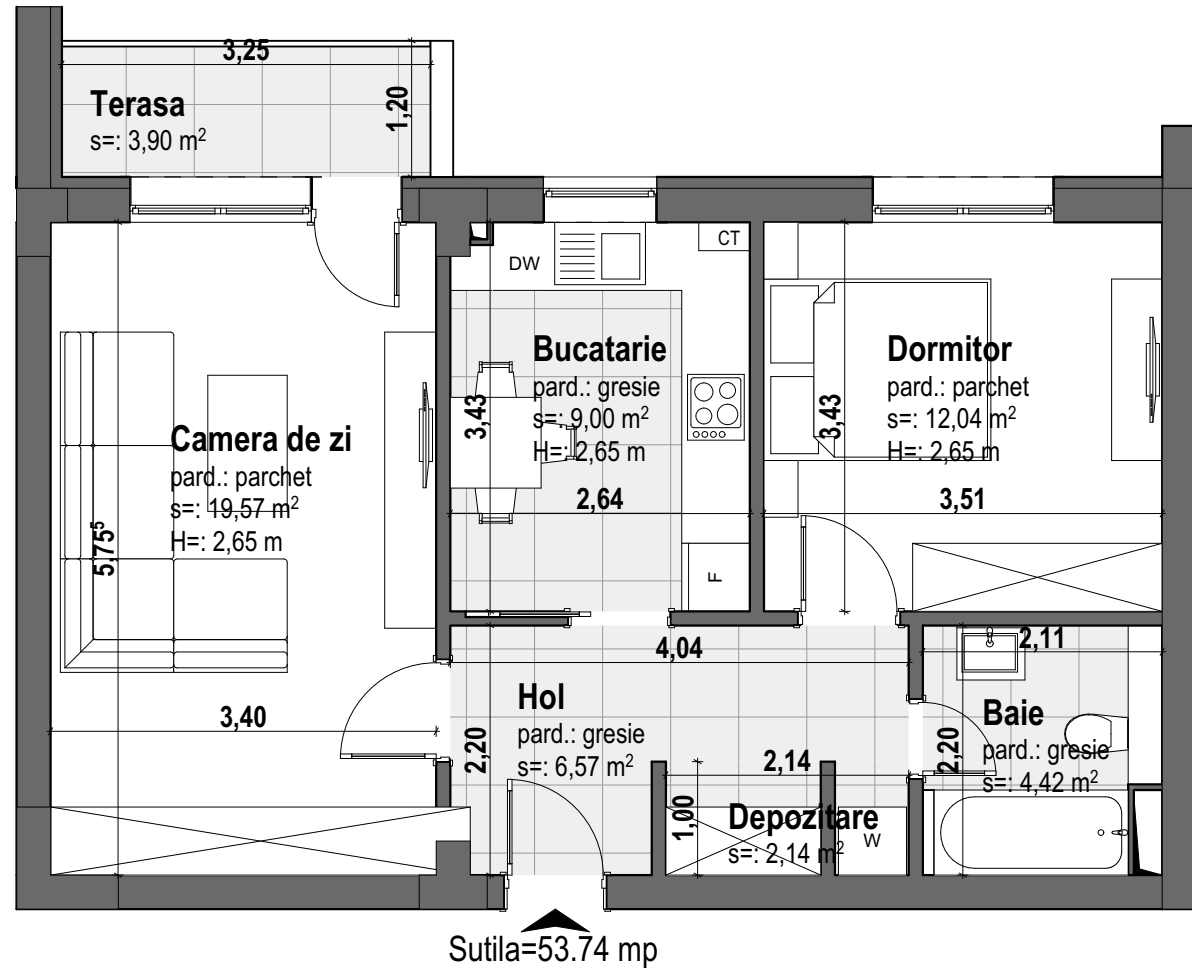 3,25
1,20
Terasa
s=: 3,90 m²
CT
DW
Bucatarie
pard.: gresie
s=: 9,00 m²
H=: 2,65 m
3,43
2,64
F
Dormitor
pard.: parchet
s=: 12,04 m²
H=: 2,65 m
3,43
3,51
Camera de zi
pard.: parchet
s=: 19,57 m²
H=: 2,65 m
5,75⁵
3,40
4,04
Hol
pard.: gresie
s=: 6,57 m²
2,20
2,14
1,00
Depozitare
s=: 2,14 m²
W
2,11
Baie
pard.: gresie
s=: 4,42 m²
2,20
Sutila=53.74 mp